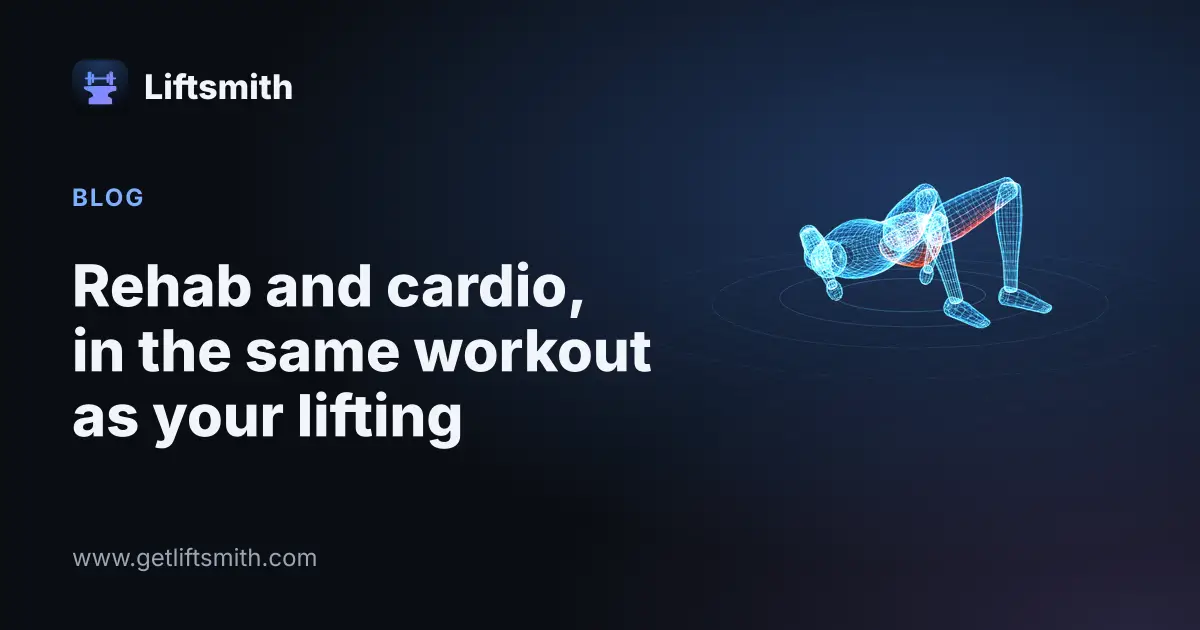 Liftsmith
BLOG
Rehab and cardio,
in the same workout
as your lifting
www.getliftsmith.com